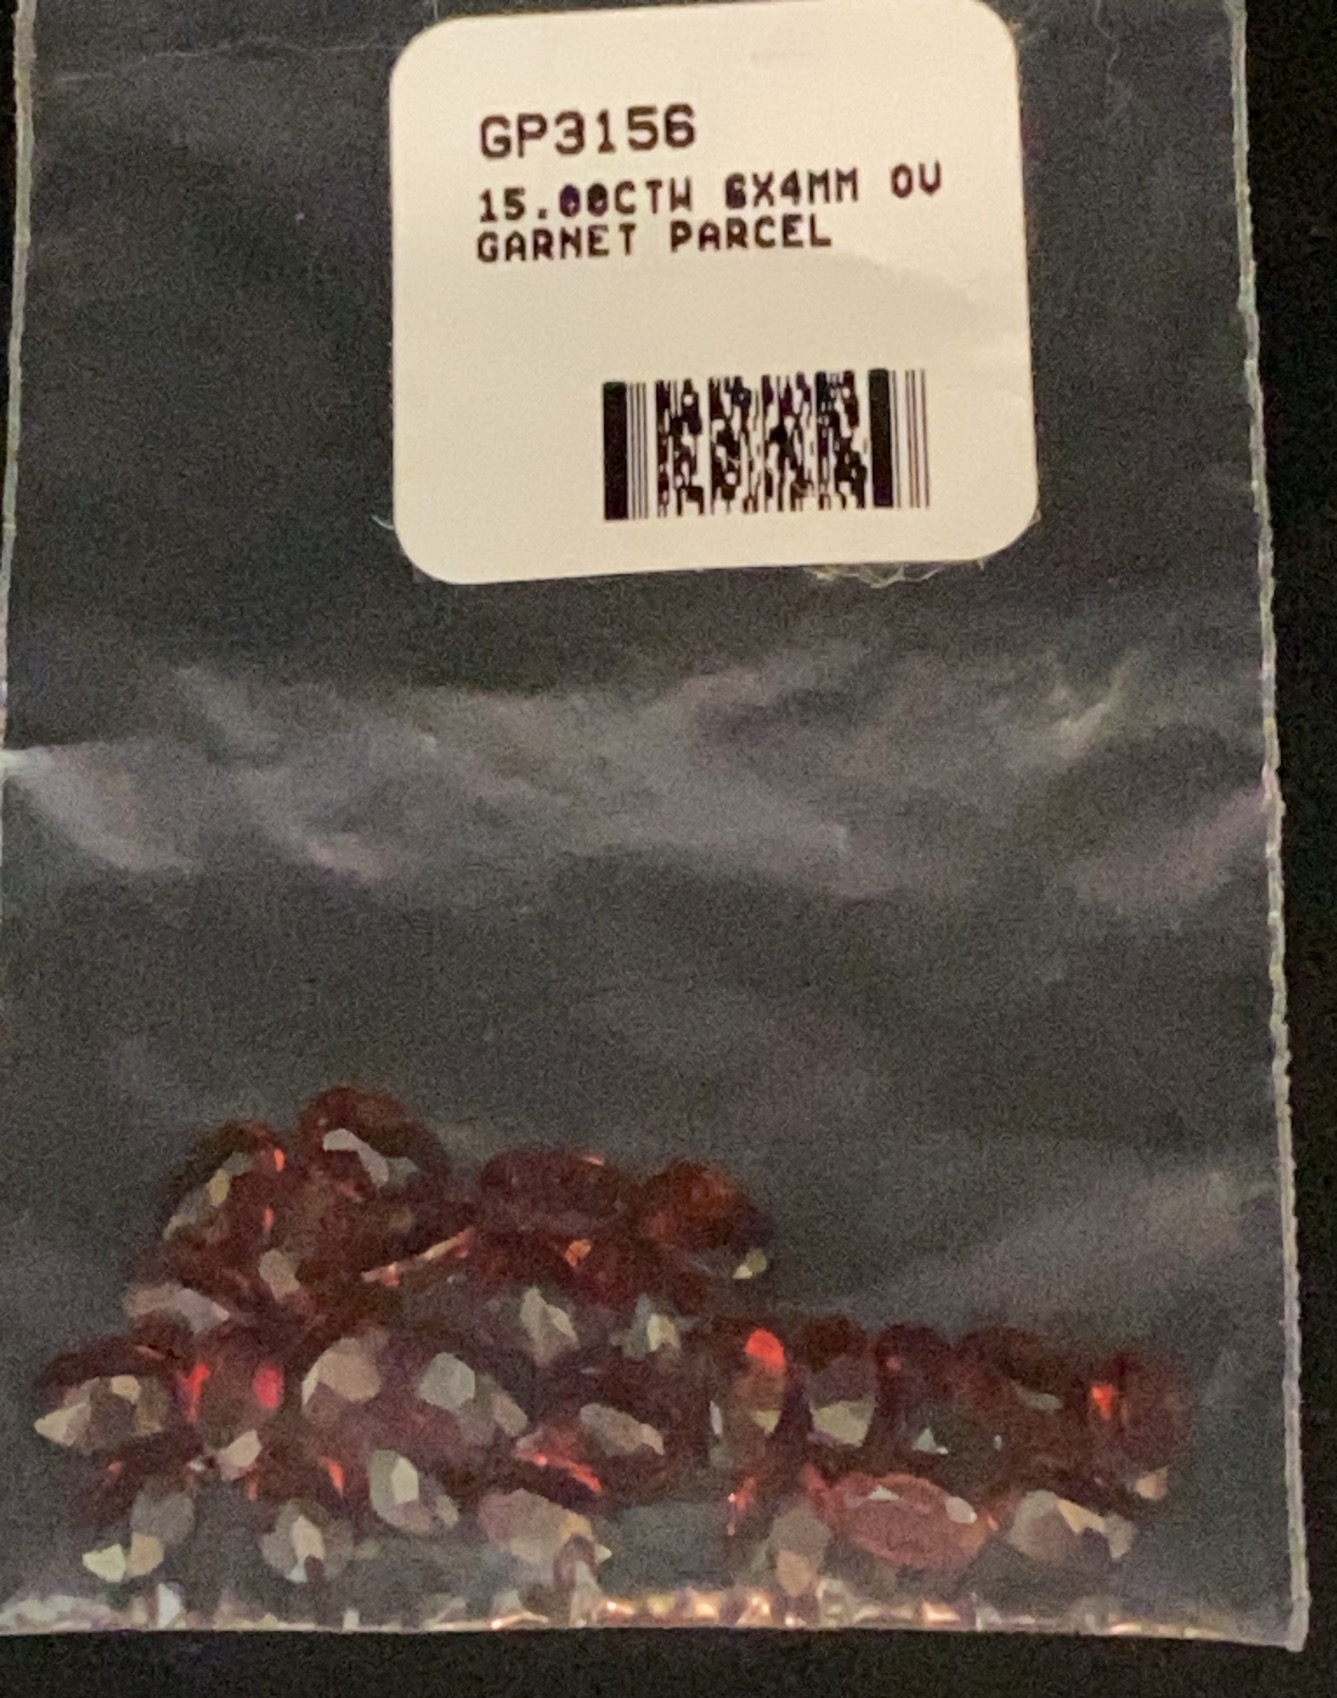 GP3156
15.00CTW 6X4MM OV
GARNET PARCEL